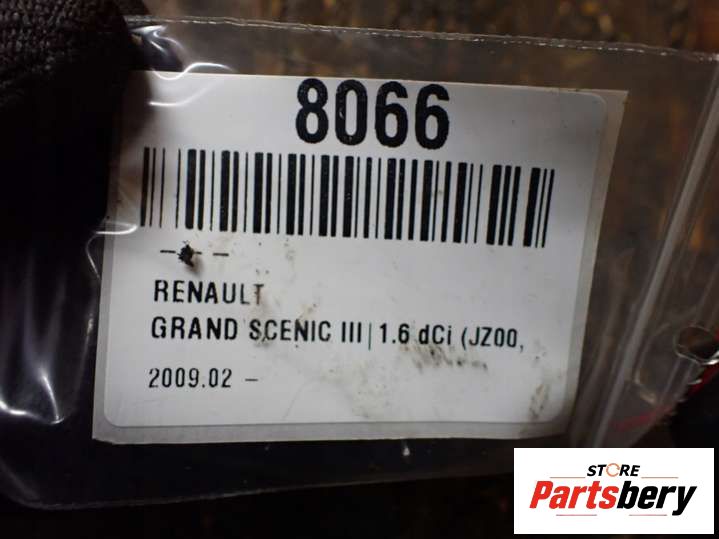 8066
- - -
RENAULT
GRAND SCENIC III|1.6 dCi (JZ00,
2009.02 -
STORE
Partsbery